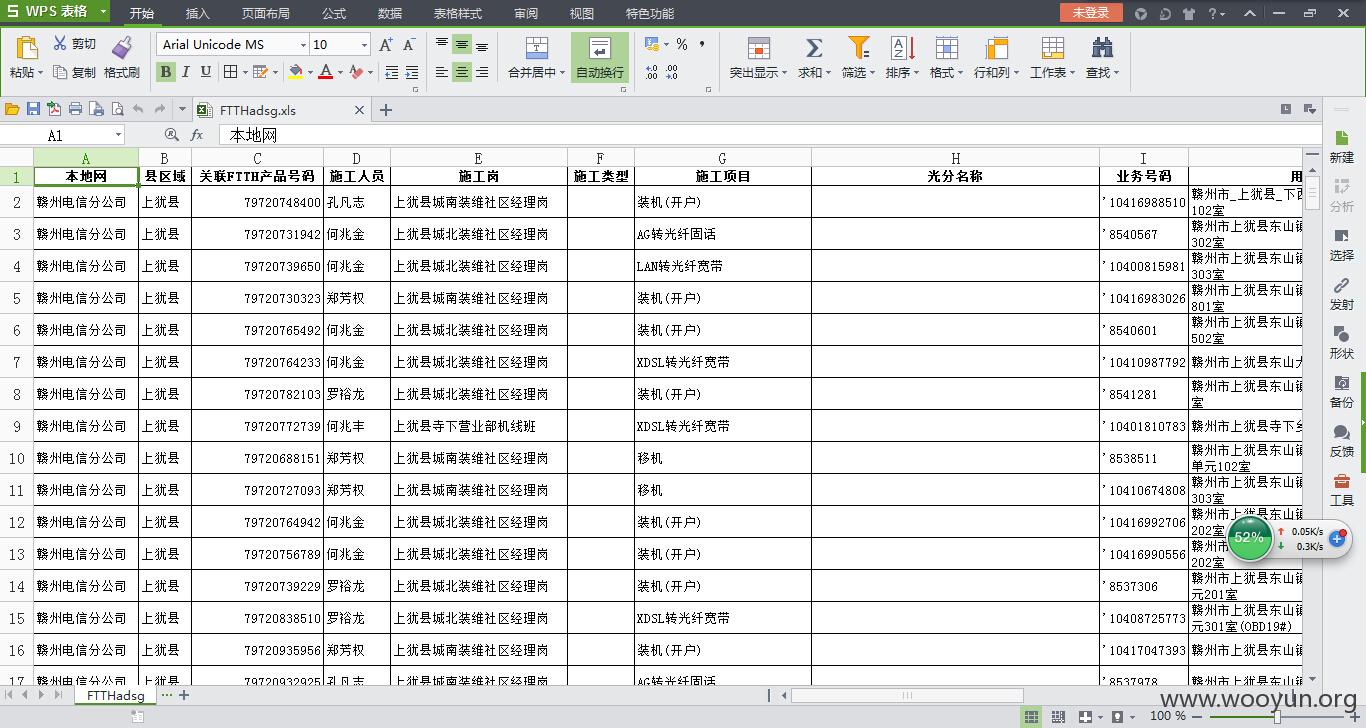 WPS 表格 开始 插入 页面布局 公式 数据 表格样式 审阅 视图 特色功能 未登录
剪切 Arial Unicode MS 10
粘贴 复制 格式刷 B I U 合并居中 自动换行 突出显示 求和 筛选 排序 格式 行和列 工作表 查找
FTTHadsg.xls
A1 fx 本地网
A B C D E F G H I
1 本地网 县区域 关联FTTH产品号码 施工人员 施工岗 施工类型 施工项目 光分名称 业务号码 用
2 赣州电信分公司 上犹县 79720748400 孔凡志 上犹县城南装维社区经理岗 装机(开户) '10416988510 赣州市_上犹县_下西
102室
3 赣州电信分公司 上犹县 79720731942 何兆金 上犹县城北装维社区经理岗 AG转光纤固话 '8540567 赣州市上犹县东山镇
302室
4 赣州电信分公司 上犹县 79720739650 何兆金 上犹县城北装维社区经理岗 LAN转光纤宽带 '10400815981 赣州市上犹县东山镇
303室
5 赣州电信分公司 上犹县 79720730323 郑芳权 上犹县城南装维社区经理岗 装机(开户) '10416983026 赣州市上犹县东山镇
801室
6 赣州电信分公司 上犹县 79720765492 何兆金 上犹县城北装维社区经理岗 装机(开户) '8540601 赣州市上犹县东山镇
502室
7 赣州电信分公司 上犹县 79720764233 何兆金 上犹县城北装维社区经理岗 XDSL转光纤宽带 '10410987792 赣州市上犹县东山大
8 赣州电信分公司 上犹县 79720782103 罗裕龙 上犹县城北装维社区经理岗 装机(开户) '8541281 赣州市上犹县东山镇
室
9 赣州电信分公司 上犹县 79720772739 何兆丰 上犹县寺下营业部机线班 XDSL转光纤宽带 '10401810783 赣州市上犹县寺下乡
10 赣州电信分公司 上犹县 79720688151 郑芳权 上犹县城南装维社区经理岗 移机 '8538511 赣州市上犹县东山镇
单元102室
11 赣州电信分公司 上犹县 79720727093 郑芳权 上犹县城南装维社区经理岗 移机 '10410674808 赣州市上犹县东山镇
303室
12 赣州电信分公司 上犹县 79720764942 何兆金 上犹县城北装维社区经理岗 装机(开户) '10416992706 赣州市上犹县东山镇
202室
13 赣州电信分公司 上犹县 79720756789 何兆金 上犹县城北装维社区经理岗 装机(开户) '10416990556 赣州市
202室
14 赣州电信分公司 上犹县 79720739229 罗裕龙 上犹县城北装维社区经理岗 装机(开户) '8537306 赣州市上犹县东山镇
元201室
15 赣州电信分公司 上犹县 79720838510 罗裕龙 上犹县城北装维社区经理岗 XDSL转光纤宽带 '10408725773 赣州市上犹县东山镇
元301室(OBD19#)
16 赣州电信分公司 上犹县 79720935956 郑芳权 上犹县城北装维社区经理岗 装机(开户) '10417047393 赣州市上犹县东山镇
17 赣州电信分公司 上犹县 79720932925 孔凡志 上犹县城南装维社区经理岗 AG转光纤固话 '8537978 赣州市上犹县东山镇
新建
分析
选择
发射
形状
备份
反馈
工具
52% 0.05K/s
0.3K/s
FTTHadsg
www.wooyun.org
100 %